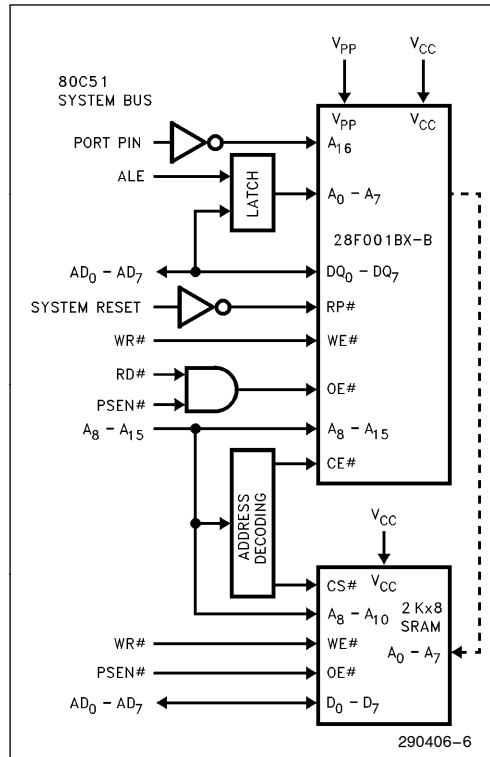 V_PP V_CC
80C51
SYSTEM BUS
V_PP V_CC
PORT PIN A_16
ALE
LATCH
A_0 – A_7
28F001BX-B
AD_0 – AD_7 DQ_0 – DQ_7
SYSTEM RESET RP#
WR# WE#
RD#
OE#
PSEN#
A_8 – A_15 A_8 – A_15
CE#
ADDRESS
DECODING
V_CC
CS# V_CC
A_8 – A_10
2 Kx8
SRAM
WR# WE#
A_0 – A_7
PSEN# OE#
AD_0 – AD_7 D_0 – D_7
290406–6